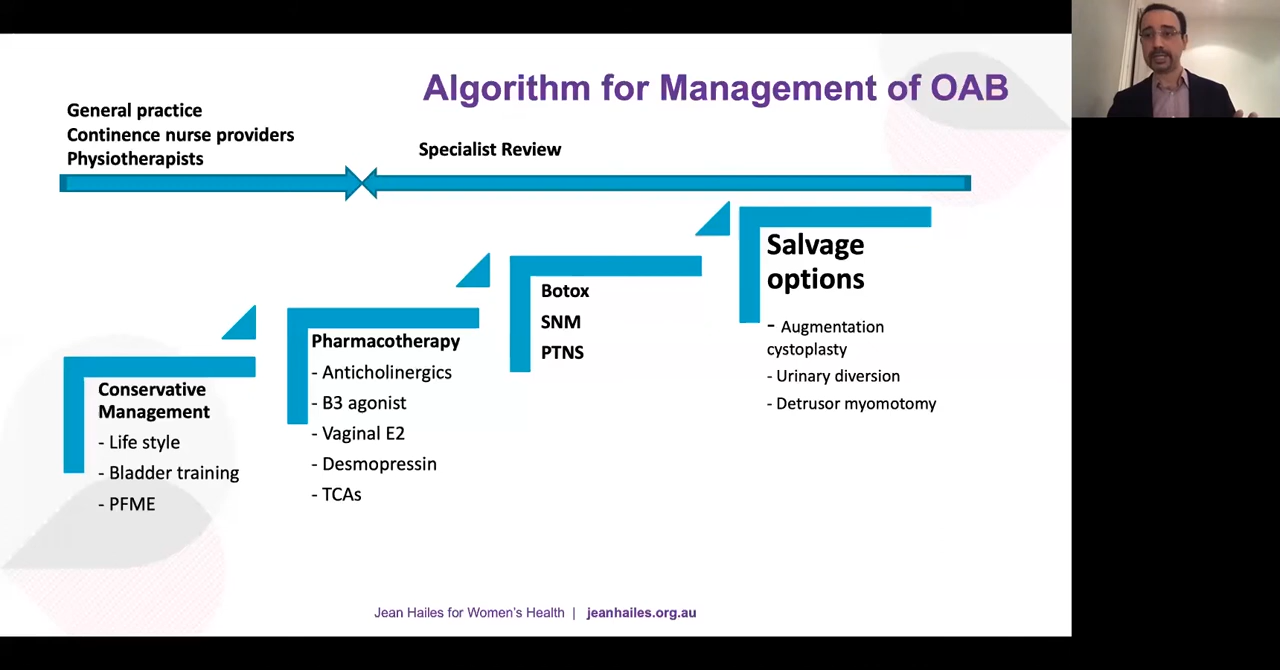 Algorithm for Management of OAB
General practice
Continence nurse providers
Physiotherapists
Specialist Review
Conservative
Management
- Life style
- Bladder training
- PFME
Pharmacotherapy
- Anticholinergics
- B3 agonist
- Vaginal E2
- Desmopressin
- TCAs
Botox
SNM
PTNS
Salvage
options
- Augmentation
cystoplasty
- Urinary diversion
- Detrusor myomotomy
Jean Hailes for Women's Health | jeanhailes.org.au